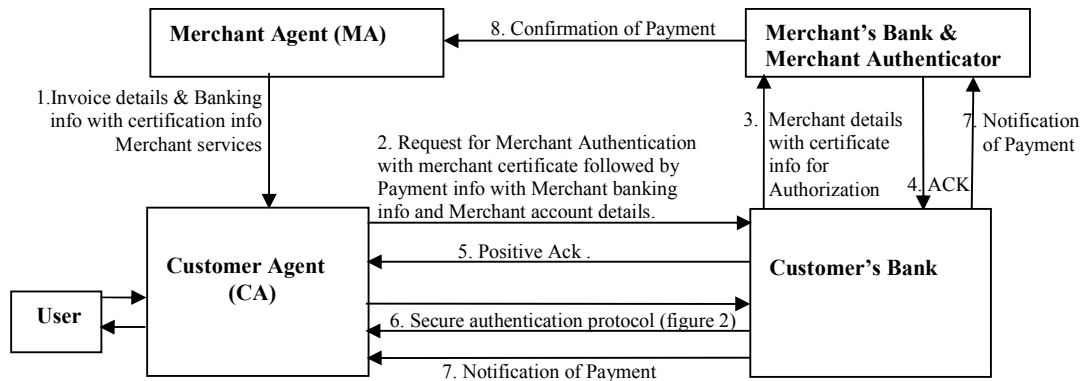 Merchant Agent (MA)
8. Confirmation of Payment
Merchant's Bank &
Merchant Authenticator
1.Invoice details & Banking
info with certification info
Merchant services
2. Request for Merchant Authentication
with merchant certificate followed by
Payment info with Merchant banking
info and Merchant account details.
3. Merchant details
with certificate
info for
Authorization
4. ACK
7. Notification
of Payment
Customer Agent
(CA)
5. Positive Ack .
Customer's Bank
User
6. Secure authentication protocol (figure 2)
7. Notification of Payment